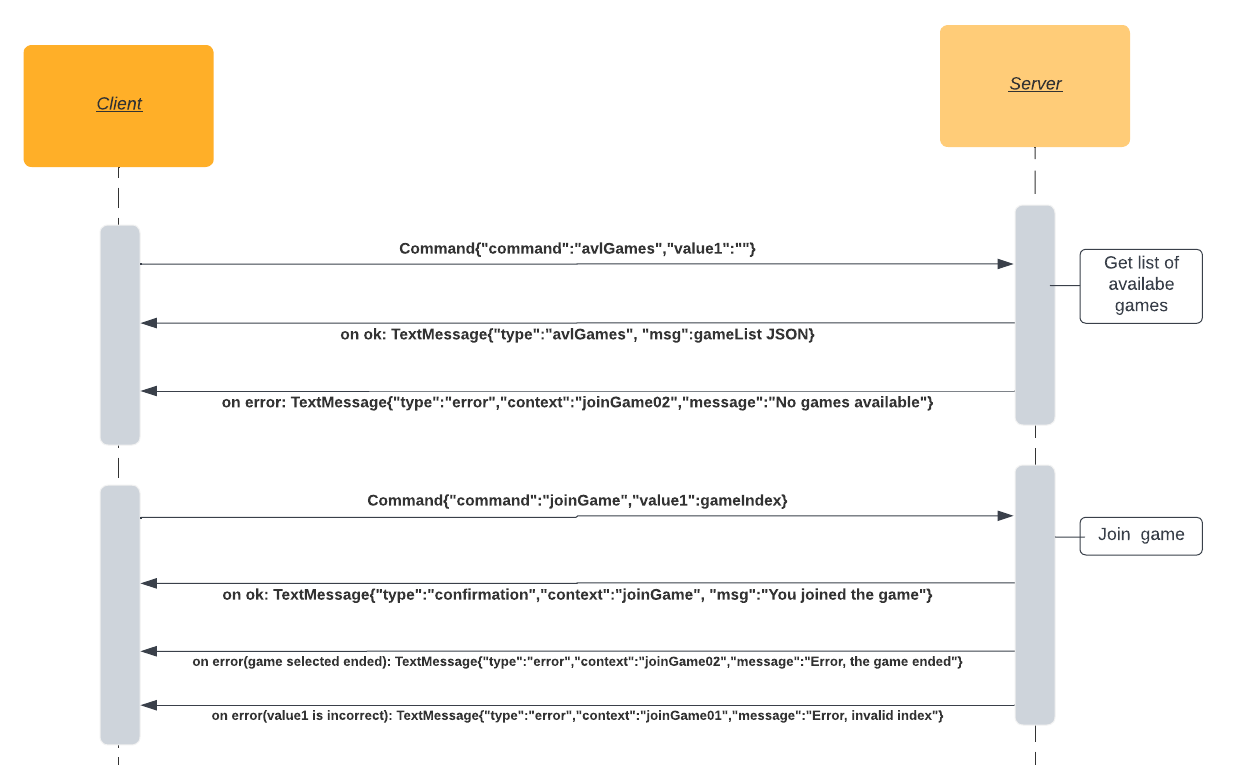 Client
Server
Command{"command":"avlGames","value1":""}
Get list of
availabe
games
on ok: TextMessage{"type":"avlGames", "msg":gameList JSON}
on error: TextMessage{"type":"error","context":"joinGame02","message":"No games available"}
Command{"command":"joinGame","value1":gameIndex}
Join  game
on ok: TextMessage{"type":"confirmation","context":"joinGame", "msg":"You joined the game"}
on error(game selected ended): TextMessage{"type":"error","context":"joinGame02","message":"Error, the game ended"}
on error(value1 is incorrect): TextMessage{"type":"error","context":"joinGame01","message":"Error, invalid index"}